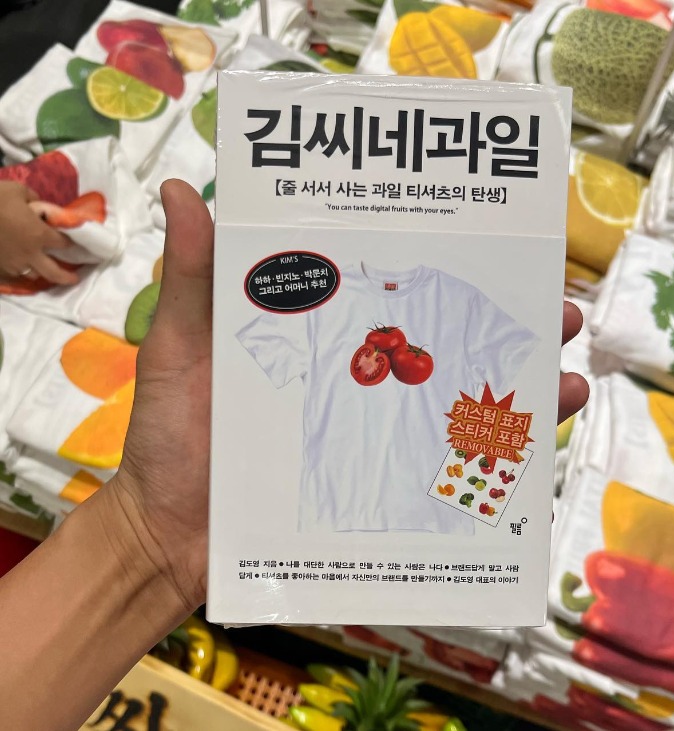 김씨네과일
【줄 서서 사는 과일 티셔츠의 탄생】
"You can taste digital fruits with your eyes."
KIM'S
하하·빈지노·박문치
그리고 어머니 추천
커스텀 표지
스티커 포함
REMOVABLE
필름
김도영 지음 ● 나를 대단한 사람으로 만들 수 있는 사람은 나다 ● 브랜드답게 말고 사람
답게 ● 티셔츠를 좋아하는 마음에서 자신만의 브랜드를 만들기까지 ● 김도영 대표의 이야기